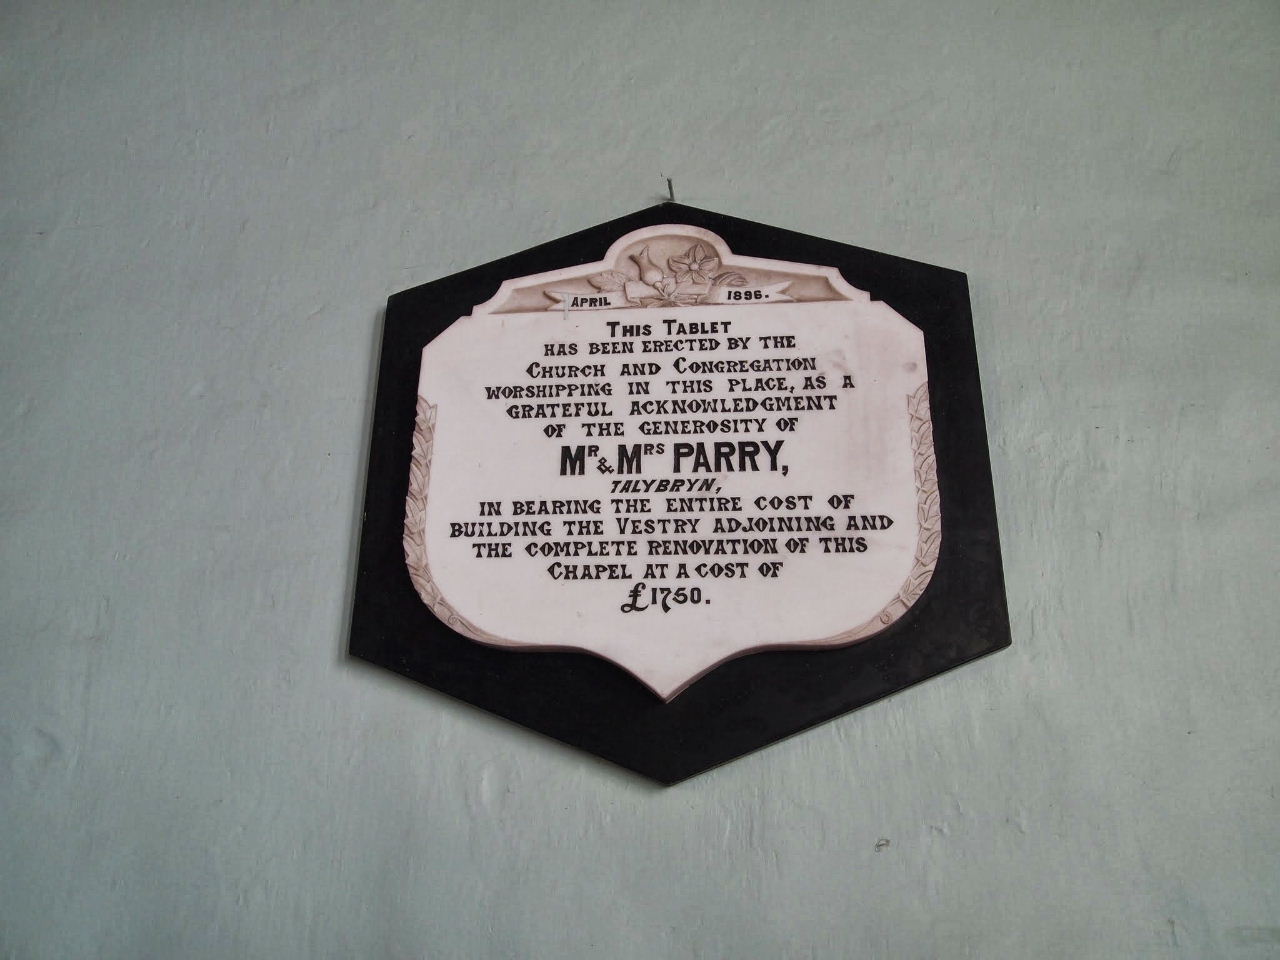 APRIL 1896.
THIS TABLET
HAS BEEN ERECTED BY THE
CHURCH AND CONGREGATION
WORSHIPPING IN THIS PLACE, AS A
GRATEFUL ACKNOWLEDGMENT
OF THE GENEROSITY OF
MR & MRS PARRY,
TALYBRYN,
IN BEARING THE ENTIRE COST OF
BUILDING THE VESTRY ADJOINING AND
THE COMPLETE RENOVATION OF THIS
CHAPEL AT A COST OF
£1750.